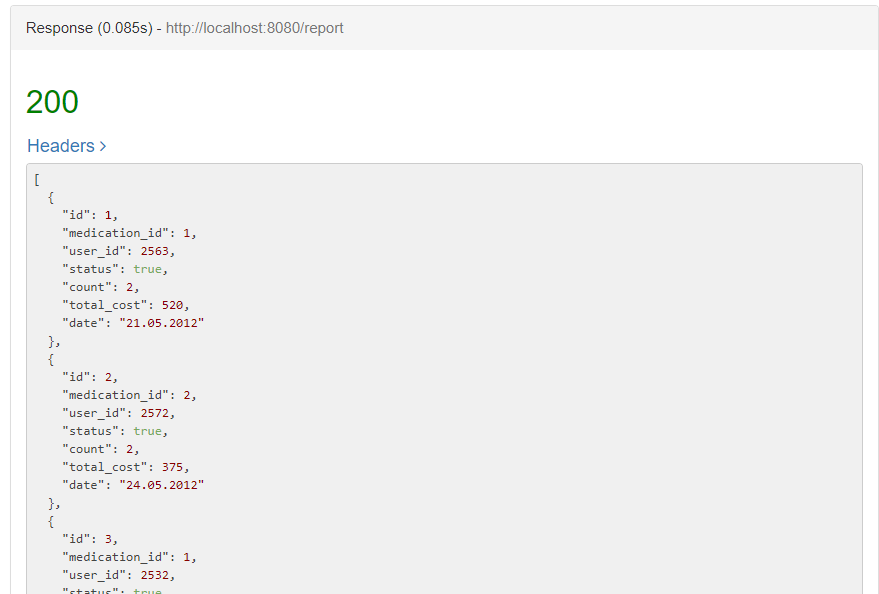 Response (0.085s) - http://localhost:8080/report
200
Headers >
[
  {
    "id": 1,
    "medication_id": 1,
    "user_id": 2563,
    "status": true,
    "count": 2,
    "total_cost": 520,
    "date": "21.05.2012"
  },
  {
    "id": 2,
    "medication_id": 2,
    "user_id": 2572,
    "status": true,
    "count": 2,
    "total_cost": 375,
    "date": "24.05.2012"
  },
  {
    "id": 3,
    "medication_id": 1,
    "user_id": 2532,
    "status": true